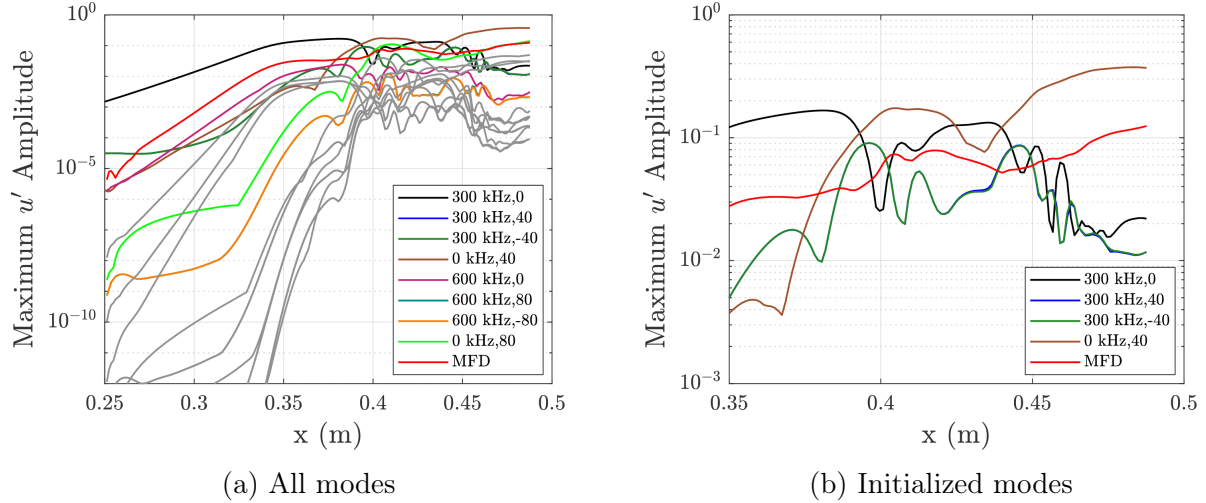 10^0
10^-5
10^-10
Maximum u′ Amplitude
0.25 0.3 0.35 0.4 0.45 0.5
x (m)
300 kHz,0
300 kHz,40
300 kHz,-40
0 kHz,40
600 kHz,0
600 kHz,80
600 kHz,-80
0 kHz,80
MFD
(a) All modes
10^0
10^-1
10^-2
10^-3
Maximum u′ Amplitude
0.35 0.4 0.45 0.5
x (m)
300 kHz,0
300 kHz,40
300 kHz,-40
0 kHz,40
MFD
(b) Initialized modes